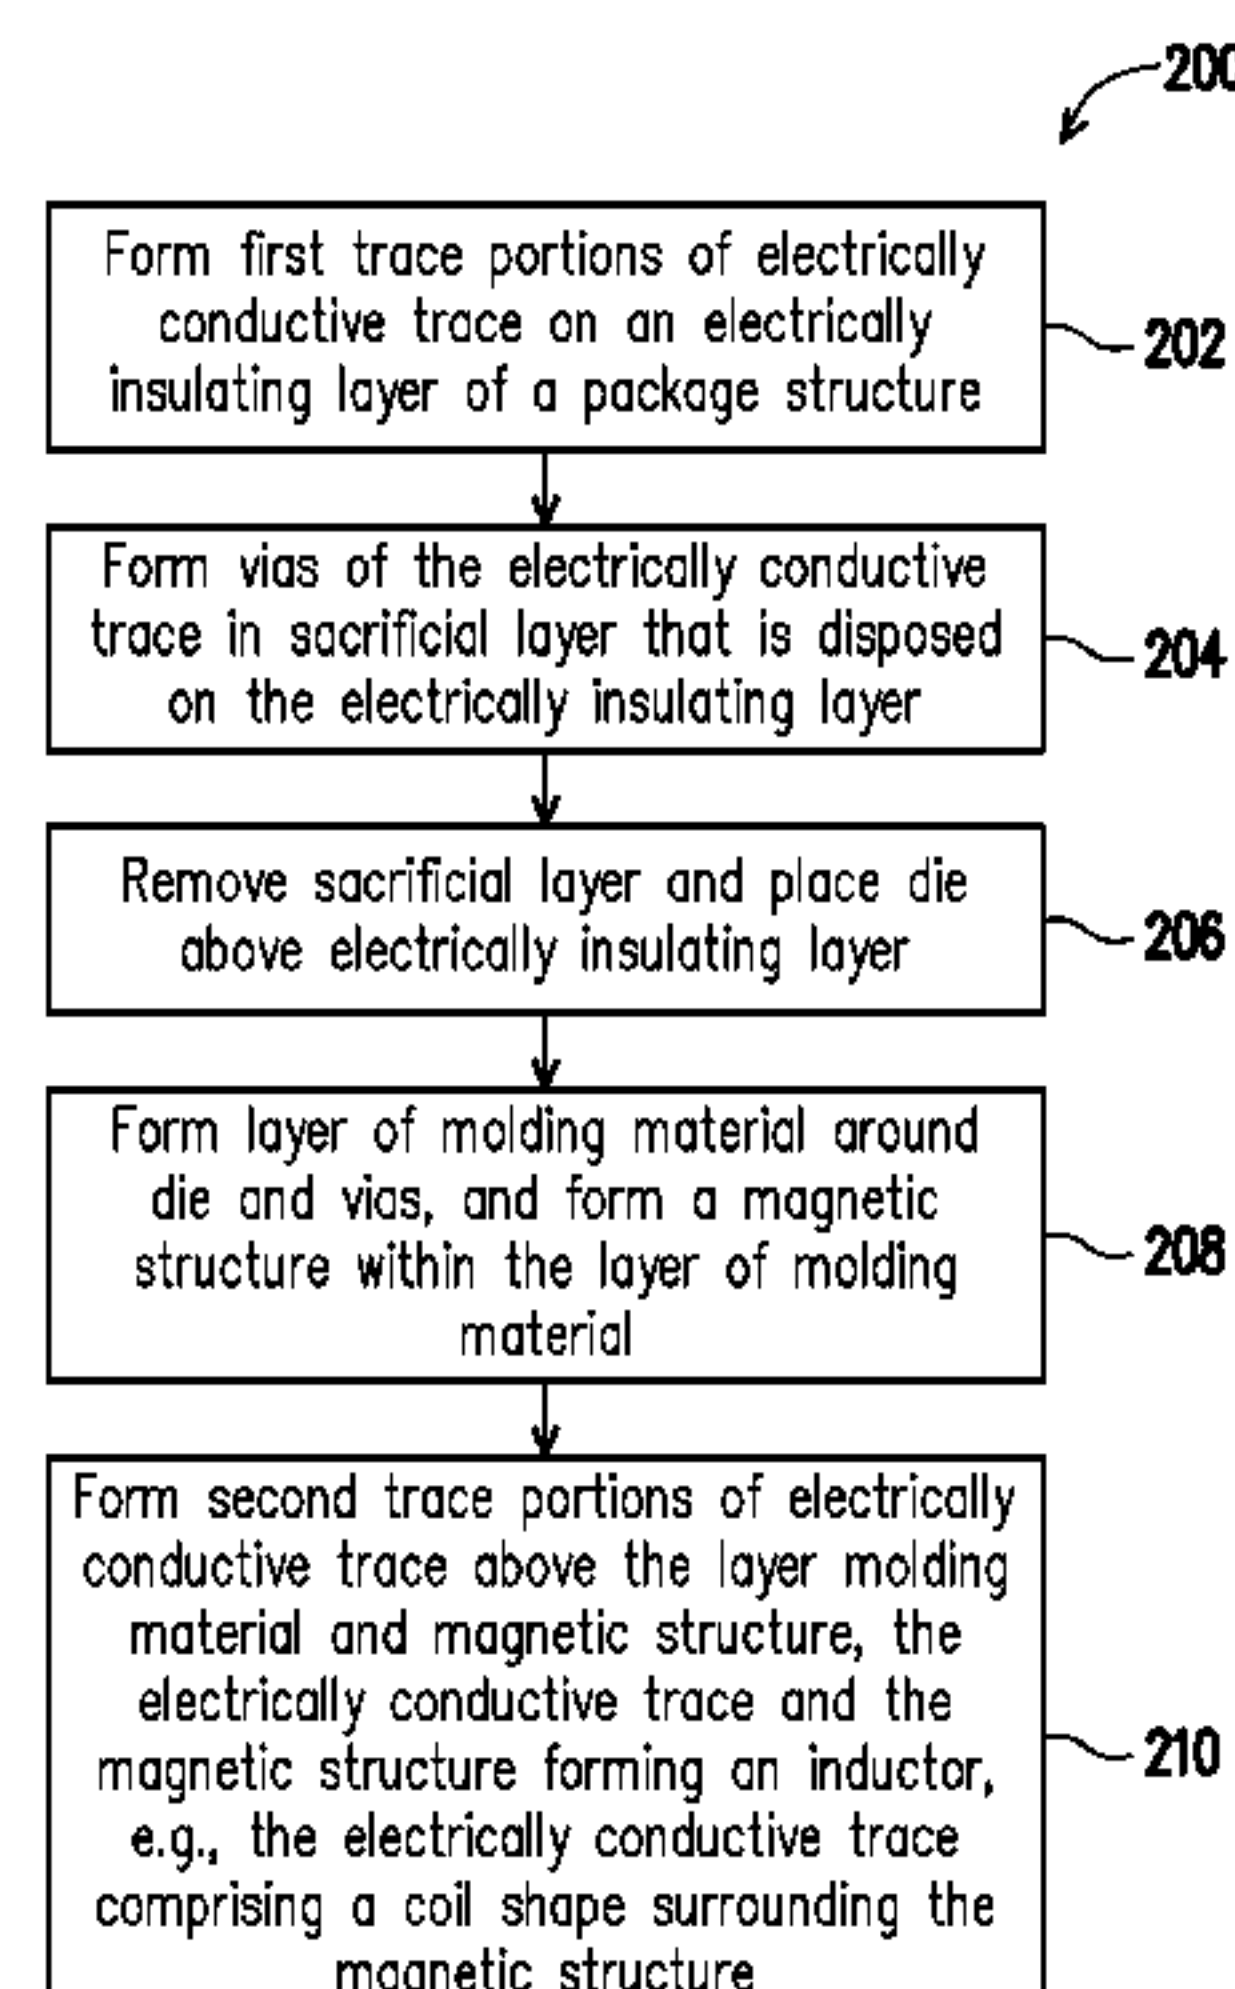 200
Form first trace portions of electrically
conductive trace on an electrically
insulating layer of a package structure
202
Form vias of the electrically conductive
trace in sacrificial layer that is disposed
on the electrically insulating layer
204
Remove sacrificial layer and place die
above electrically insulating layer
206
Form layer of molding material around
die and vias, and form a magnetic
structure within the layer of molding
material
208
Form second trace portions of electrically
conductive trace above the layer molding
material and magnetic structure, the
electrically conductive trace and the
magnetic structure forming an inductor,
e.g., the electrically conductive trace
comprising a coil shape surrounding the
magnetic structure
210